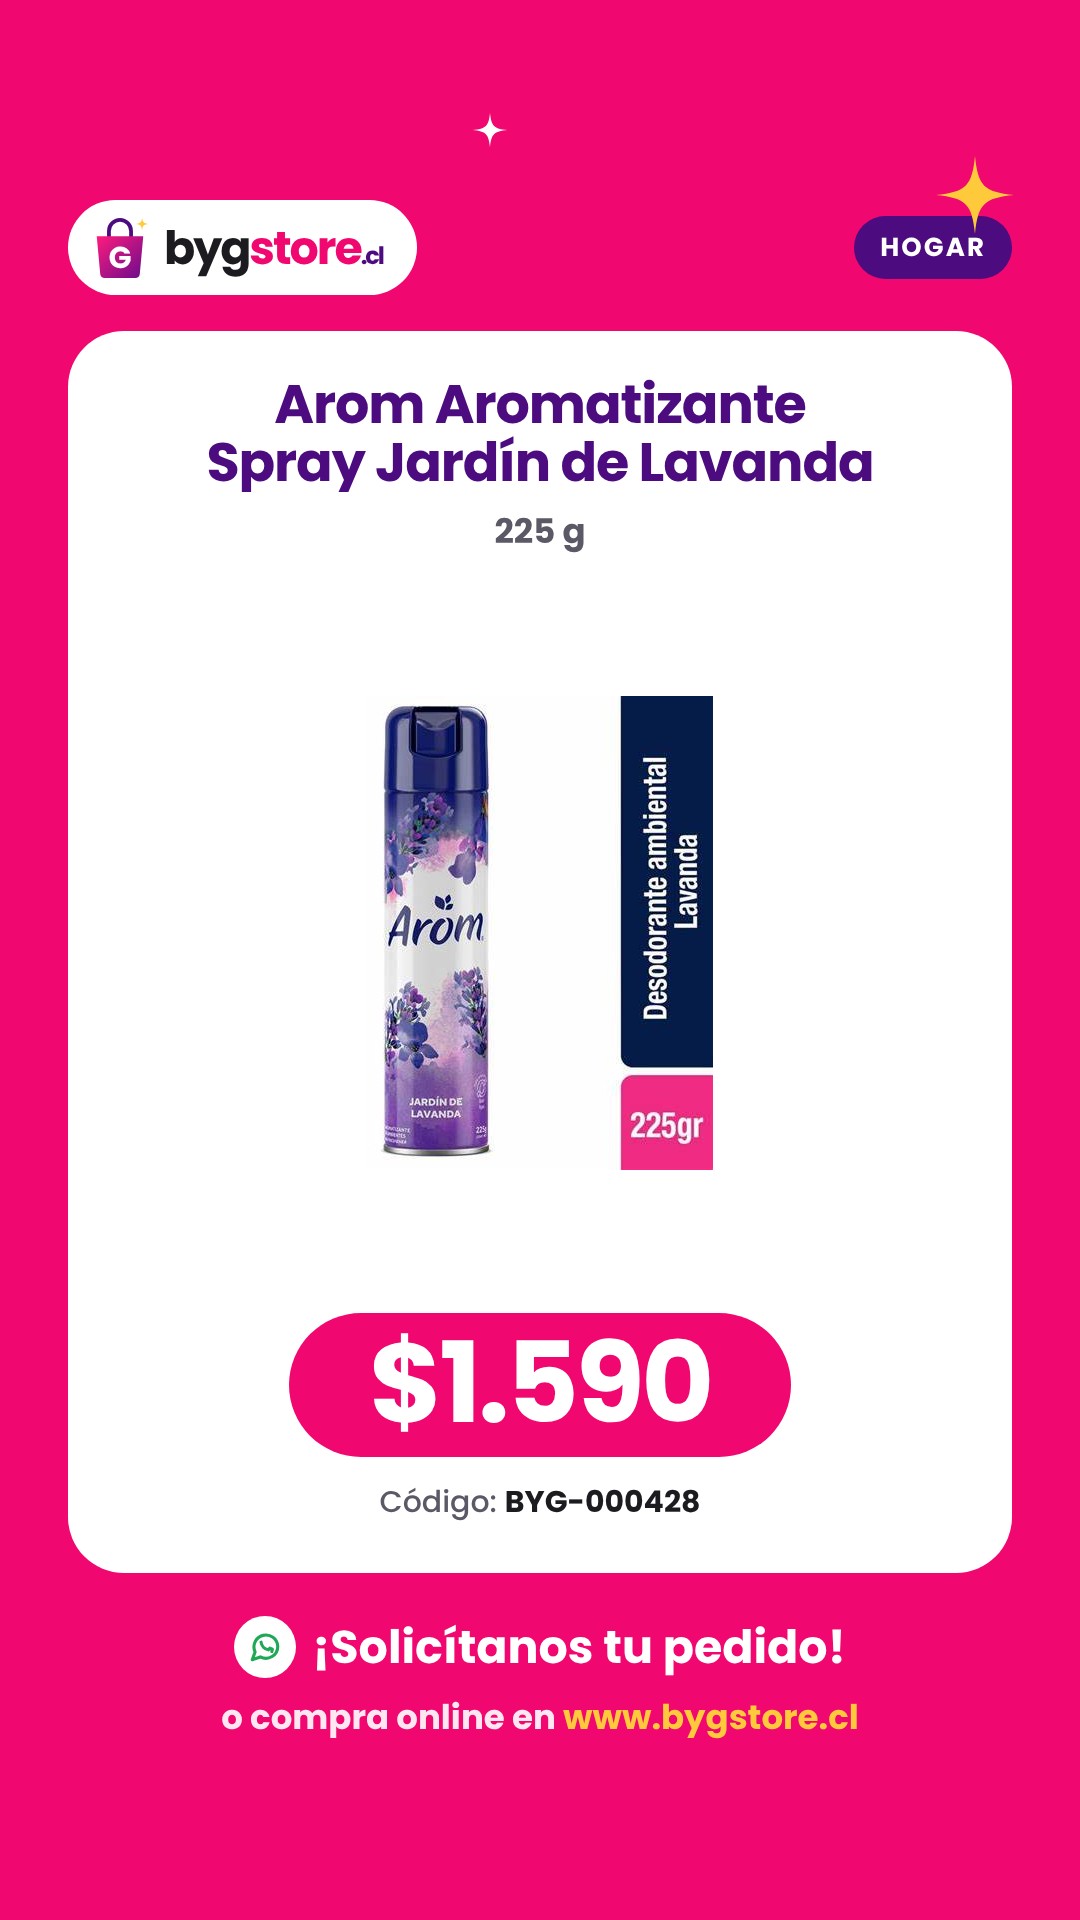 G bygstore.cl
HOGAR
Arom Aromatizante
Spray Jardín de Lavanda
225 g
Arom
JARDÍN DE
LAVANDA
Desodorante ambiental
Lavanda
225gr
$1.590
Código: BYG-000428
¡Solicítanos tu pedido!
o compra online en www.bygstore.cl